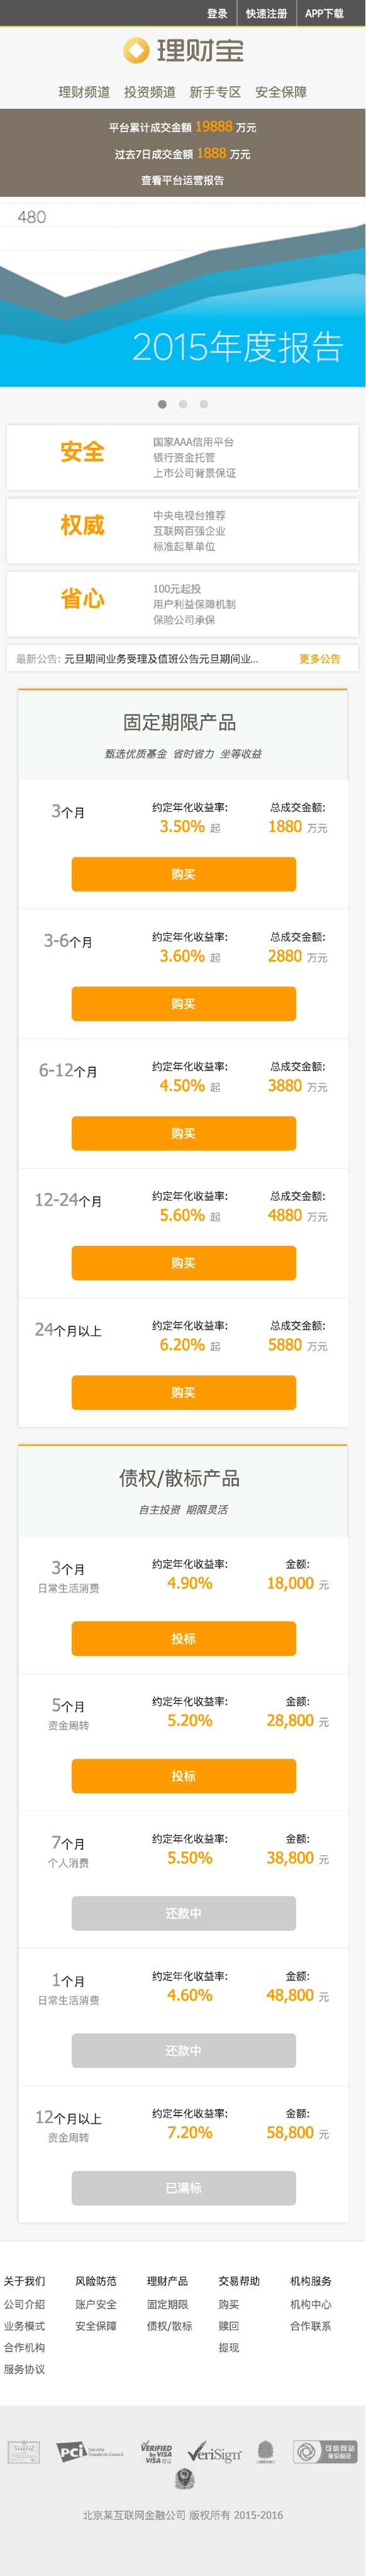 登录 快速注册 APP下载
理财宝
理财频道 投资频道 新手专区 安全保障
平台累计成交金额 19888 万元
过去7日成交金额 1888 万元
查看平台运营报告
480
2015年度报告
安全
国家AAA信用平台
银行资金托管
上市公司背景保证
权威
中央电视台推荐
互联网百强企业
标准起草单位
省心
100元起投
用户利益保障机制
保险公司承保
最新公告: 元旦期间业务受理及值班公告元旦期间业... 更多公告
固定期限产品
甄选优质基金 省时省力 坐等收益
3个月 约定年化收益率: 总成交金额:
3.50% 起 1880 万元
购买
3-6个月 约定年化收益率: 总成交金额:
3.60% 起 2880 万元
购买
6-12个月 约定年化收益率: 总成交金额:
4.50% 起 3880 万元
购买
12-24个月 约定年化收益率: 总成交金额:
5.60% 起 4880 万元
购买
24个月以上 约定年化收益率: 总成交金额:
6.20% 起 5880 万元
购买
债权/散标产品
自主投资 期限灵活
3个月 约定年化收益率: 金额:
日常生活消费 4.90% 18,000 元
投标
5个月 约定年化收益率: 金额:
资金周转 5.20% 28,800 元
投标
7个月 约定年化收益率: 金额:
个人消费 5.50% 38,800 元
还款中
1个月 约定年化收益率: 金额:
日常生活消费 4.60% 48,800 元
还款中
12个月以上 约定年化收益率: 金额:
资金周转 7.20% 58,800 元
已满标
关于我们 风险防范 理财产品 交易帮助 机构服务
公司介绍 账户安全 固定期限 购买 机构中心
业务模式 安全保障 债权/散标 赎回 合作联系
合作机构 提现
服务协议
PCI Security Standards Council
VERIFIED by VISA
VeriSign
可信网站
身份验证
北京某互联网金融公司 版权所有 2015-2016